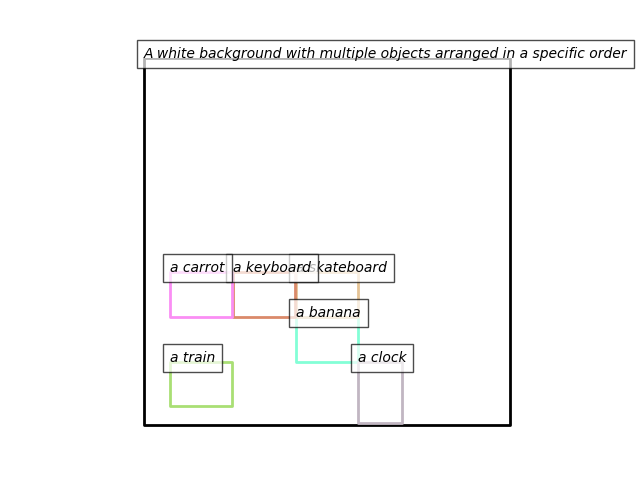 A white background with multiple objects arranged in a specific order
a carrot
a keyboard
skateboard
a banana
a train
a clock